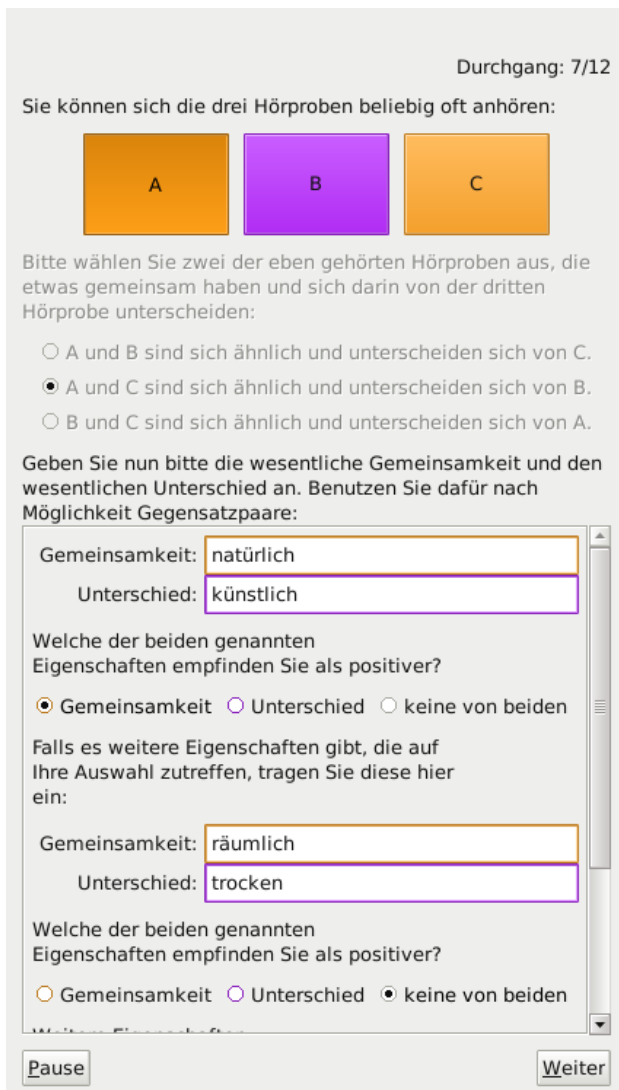 Durchgang: 7/12
Sie können sich die drei Hörproben beliebig oft anhören:
A B C
Bitte wählen Sie zwei der eben gehörten Hörproben aus, die
etwas gemeinsam haben und sich darin von der dritten
Hörprobe unterscheiden:
A und B sind sich ähnlich und unterscheiden sich von C.
A und C sind sich ähnlich und unterscheiden sich von B.
B und C sind sich ähnlich und unterscheiden sich von A.
Geben Sie nun bitte die wesentliche Gemeinsamkeit und den
wesentlichen Unterschied an. Benutzen Sie dafür nach
Möglichkeit Gegensatzpaare:
Gemeinsamkeit: natürlich
Unterschied: künstlich
Welche der beiden genannten
Eigenschaften empfinden Sie als positiver?
Gemeinsamkeit Unterschied keine von beiden
Falls es weitere Eigenschaften gibt, die auf
Ihre Auswahl zutreffen, tragen Sie diese hier
ein:
Gemeinsamkeit: räumlich
Unterschied: trocken
Welche der beiden genannten
Eigenschaften empfinden Sie als positiver?
Gemeinsamkeit Unterschied keine von beiden
Pause Weiter